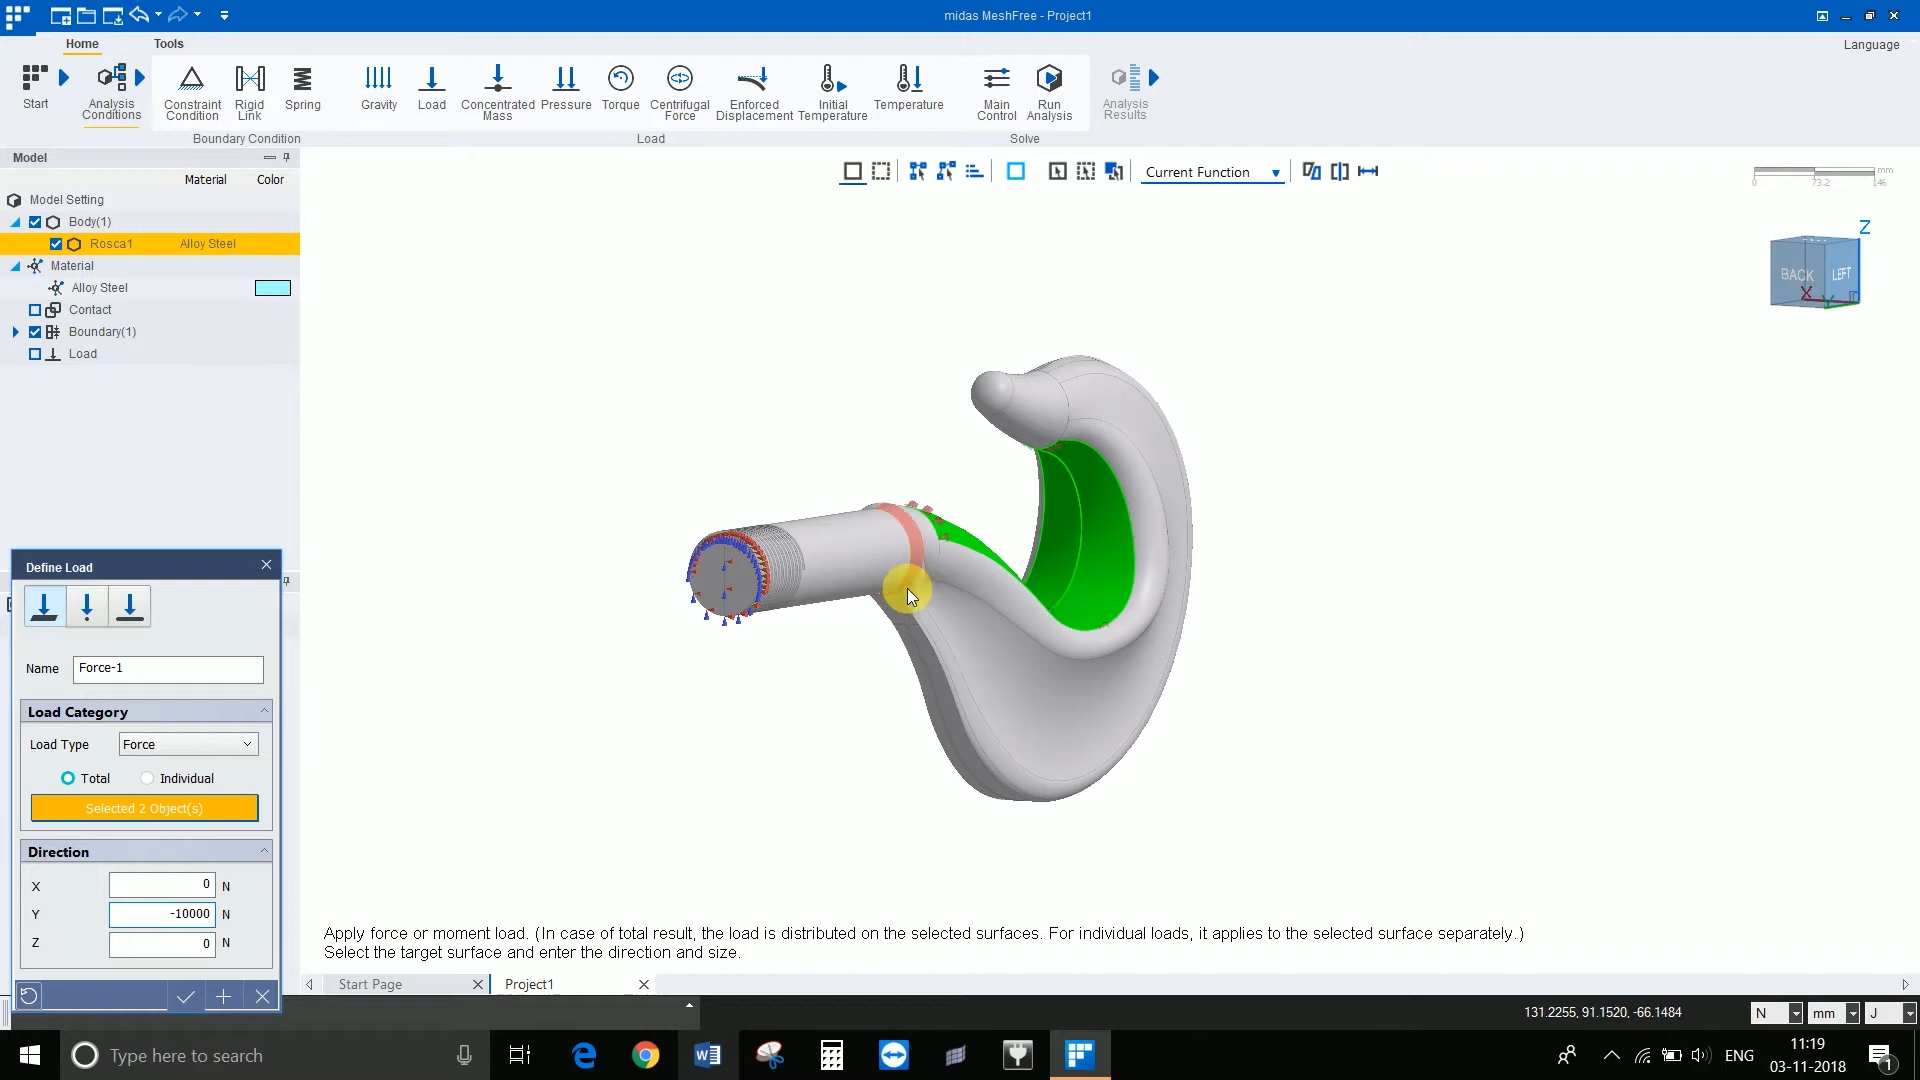 midas MeshFree - Project1
Home
Tools
Language
Start
Analysis Conditions
Constraint Condition
Rigid Link
Spring
Gravity
Load
Concentrated Mass
Pressure
Torque
Centrifugal Force
Enforced Displacement
Initial Temperature
Temperature
Main Control
Run Analysis
Analysis Results
Boundary Condition
Load
Solve
Model
Material
Color
Model Setting
Body(1)
Rosca1
Alloy Steel
Material
Alloy Steel
Contact
Boundary(1)
Load
Current Function
mm
0
73.2
146
Z
BACK
LEFT
X
Y
Define Load
Name
Force-1
Load Category
Load Type
Force
Total
Individual
Selected 2 Object(s)
Direction
X
0
N
Y
-10000
N
Z
0
N
Apply force or moment load. (In case of total result, the load is distributed on the selected surfaces. For individual loads, it applies to the selected surface separately.)
Select the target surface and enter the direction and size.
Start Page
Project1
131.2255, 91.1520, -66.1484
N
mm
J
Type here to search
ENG
11:19
03-11-2018
1